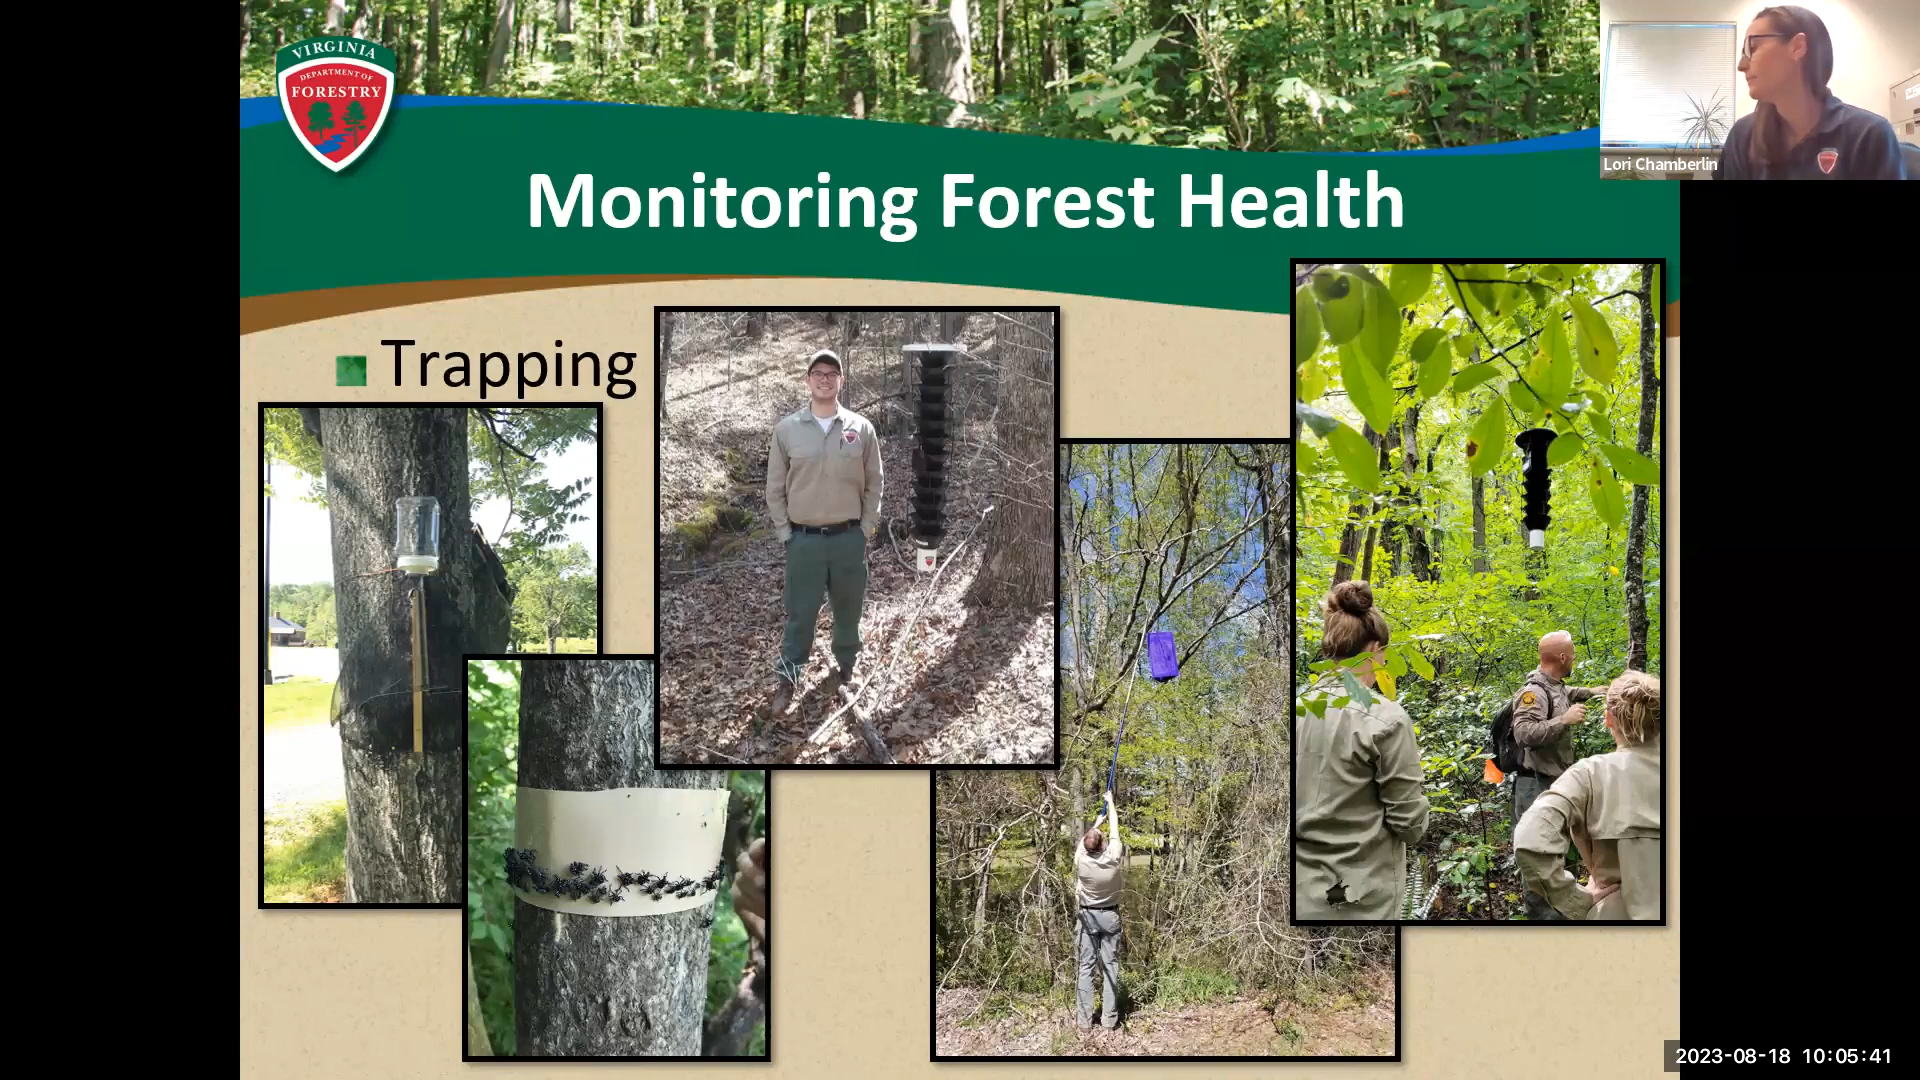 VIRGINIA
DEPARTMENT OF
FORESTRY
Lori Chamberlin
Monitoring Forest Health
Trapping
2023-08-18 10:05:41